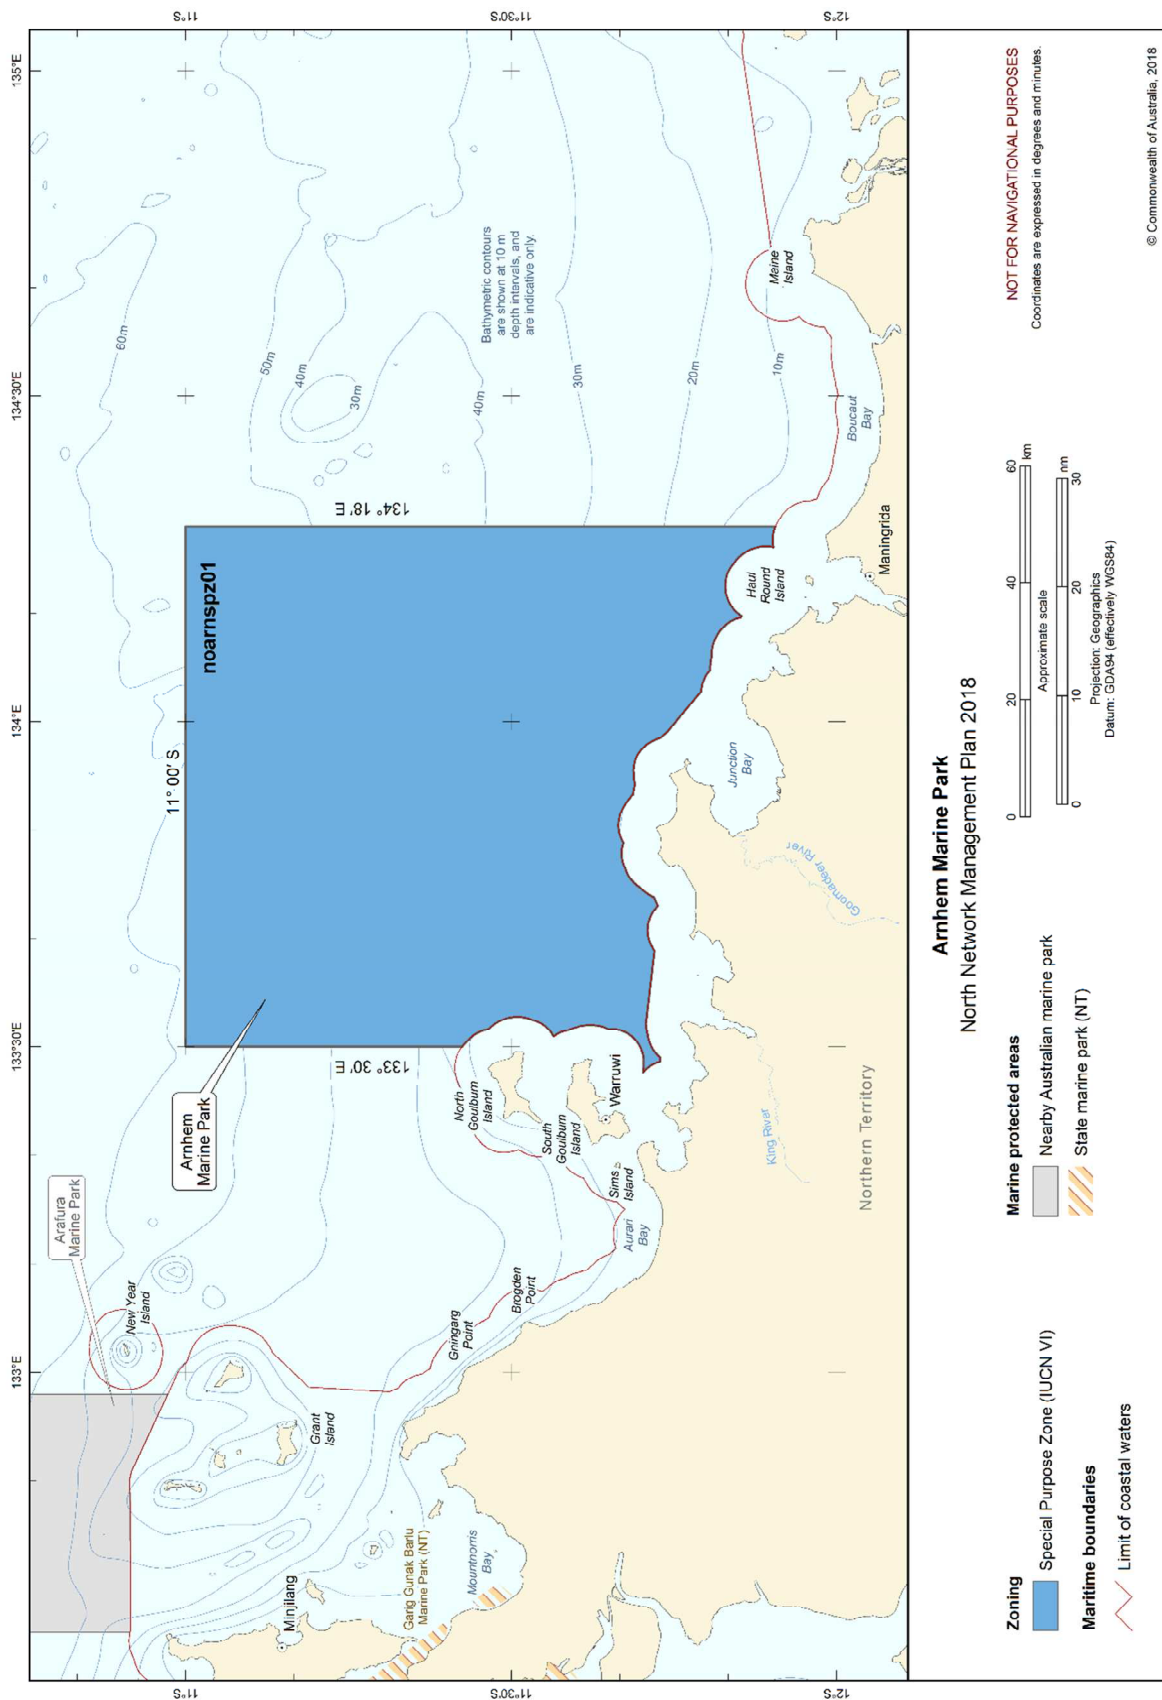 133°E
133°30'E
134°E
134°30'E
135°E
11°S
11°S
11°30'S
11°30'S
12°S
12°S
Arafura
Marine Park
New Year
Island
Arnhem
Marine Park
11° 00' S
noarnspz01
133° 30' E
134° 18' E
60m
50m
40m
30m
40m
30m
20m
10m
Bathymetric contours
are shown at 10 m
depth intervals, and
are indicative only.
Minjilang
Grant
Island
Garig Gunak Barlu
Marine Park (NT)
Mountnorris
Bay
Gningarg
Point
Brogden
Point
North
Goulburn
Island
South
Goulburn
Island
Sims
Island
Aurari
Bay
Warruwi
King River
Northern Territory
Junction
Bay
Goomadeer River
Haul
Round
Island
Maningrida
Boucaut
Bay
Maine
Island
Arnhem Marine Park
North Network Management Plan 2018
Zoning
Special Purpose Zone (IUCN VI)
Maritime boundaries
Limit of coastal waters
Marine protected areas
Nearby Australian marine park
State marine park (NT)
0 20 40 60
km
Approximate scale
nm
0 10 20 30
Projection: Geographics
Datum: GDA94 (effectively WGS84)
NOT FOR NAVIGATIONAL PURPOSES
Coordinates are expressed in degrees and minutes.
© Commonwealth of Australia, 2018